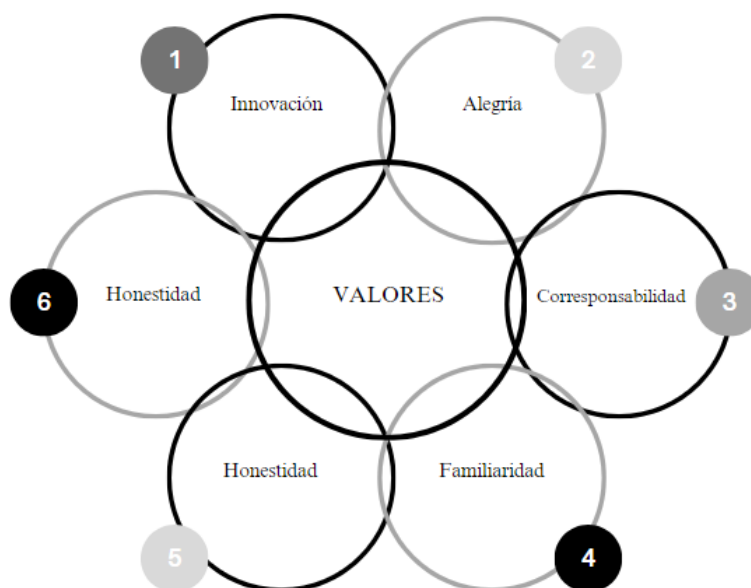 1
Innovación
2
Alegría
6
Honestidad
VALORES
Corresponsabilidad
3
Honestidad
Familiaridad
5
4